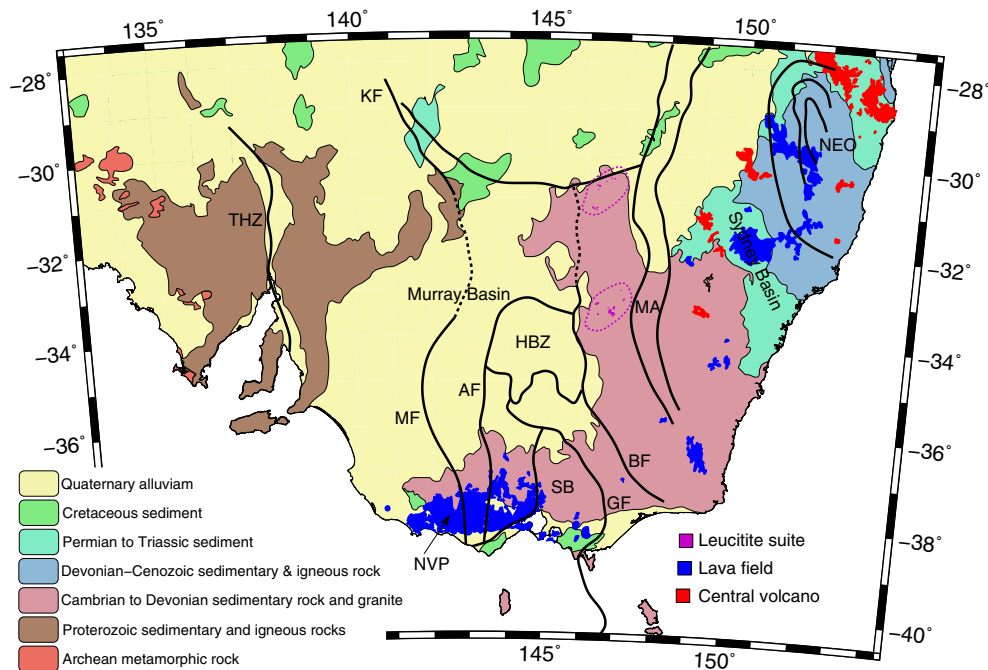 135° 140° 145° 150°
−28° −28°
KF
NEO
−30° −30°
THZ
Sydney Basin
−32° −32°
Murray Basin MA
HBZ
−34° −34°
AF
MF
−36° −36°
BF
SB
GF
Quaternary alluviam
Cretaceous sediment
Permian to Triassic sediment
Devonian−Cenozoic sedimentary & igneous rock
Cambrian to Devonian sedimentary rock and granite
Proterozoic sedimentary and igneous rocks
Archean metamorphic rock
NVP
−38°
Leucitite suite
Lava field
Central volcano
−40°
145° 150°